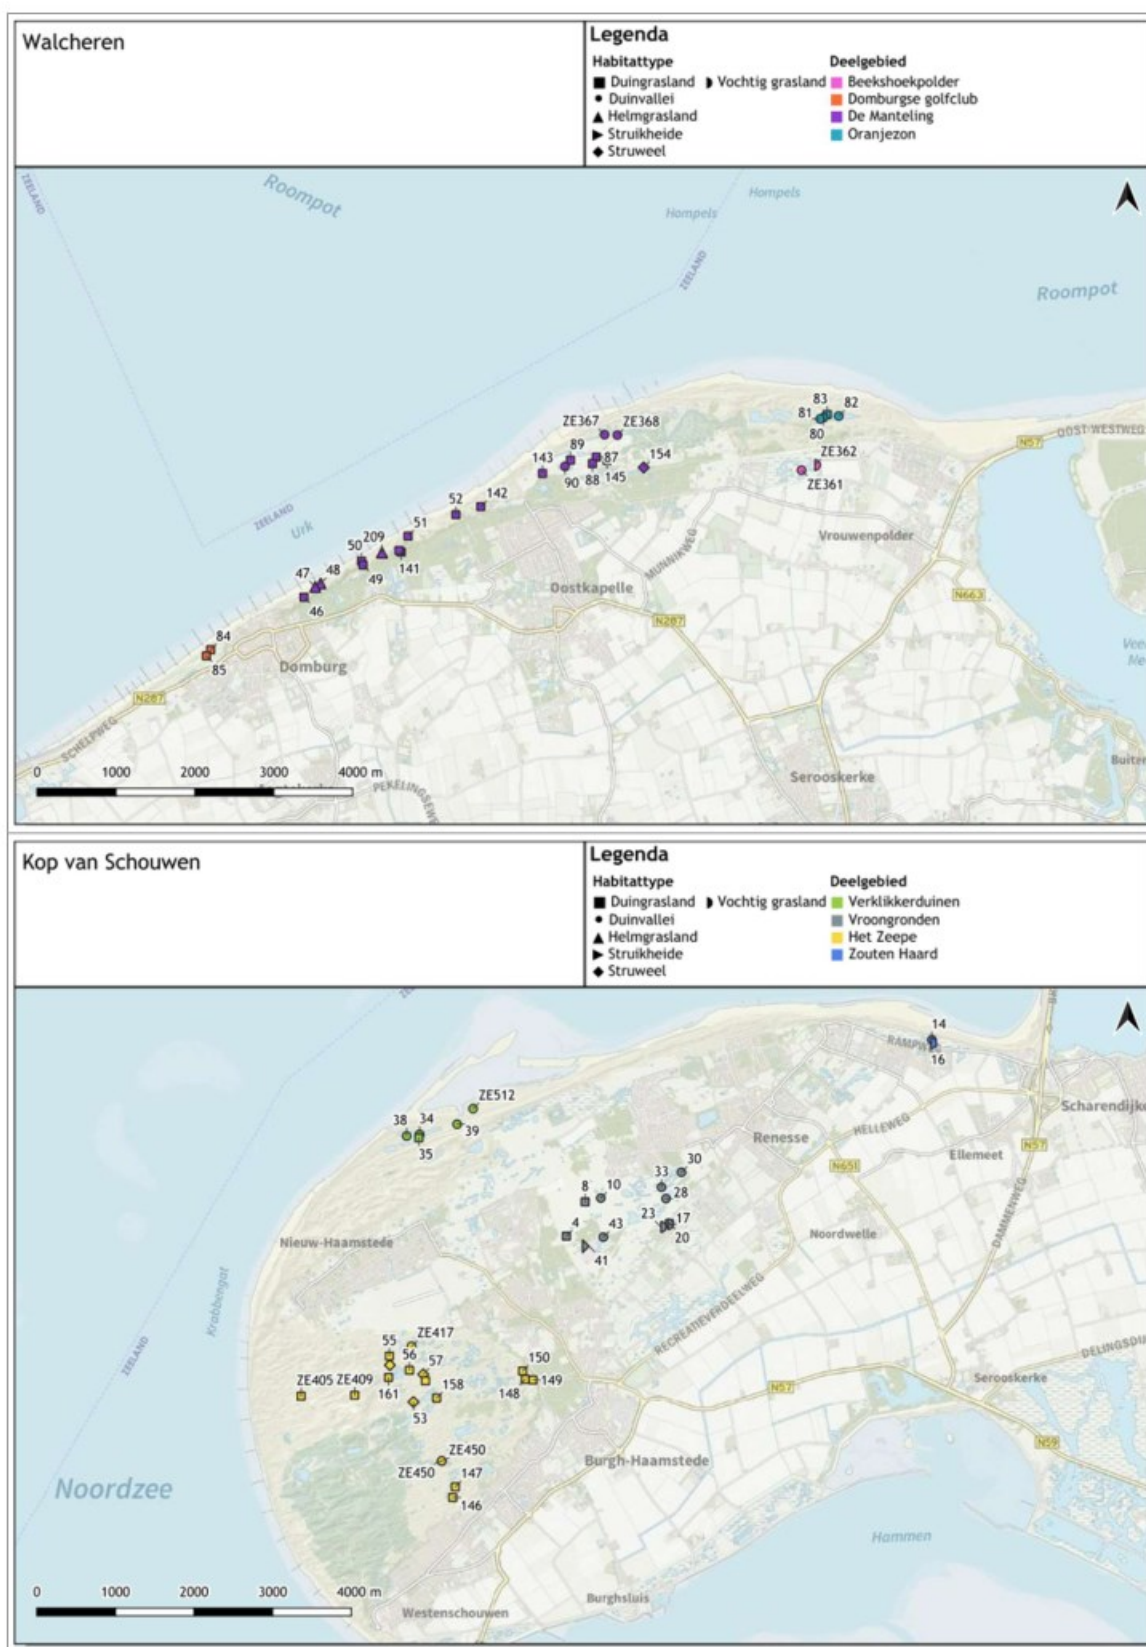 Walcheren
Legenda
Habitattype
Deelgebied
Duingrasland
Vochtig grasland
Beekshoekpolder
Duinvallei
Domburgse golfclub
Helmgrasland
De Manteling
Struikheide
Oranjezon
Struweel
ZEELAND
Roompot
Hompels
Hompels
ZEELAND
Roompot
83
82
81
80
OOST-WESTWEG
N57
ZE367
ZE368
ZE362
ZE361
89
87
154
143
90
88
145
52
142
Vrouwenpolder
ZEELAND
Urk
51
50
209
141
49
MUNNIKWEG
47
48
46
Oostkapelle
N663
N287
84
85
Domburg
N287
SCHELPWEG
Serooskerke
0
1000
2000
3000
4000 m
Kop van Schouwen
Legenda
Habitattype
Deelgebied
Duingrasland
Vochtig grasland
Verklikkerduinen
Duinvallei
Vroongronden
Helmgrasland
Het Zeepe
Struikheide
Zouten Haard
Struweel
14
RAMPWEG
16
ZE512
38
34
39
35
Scharendijke
Renesse
HELLEWEG
N57
Ellemeet
N651
30
33
8
10
28
23
17
4
43
20
41
Nieuw-Haamstede
Noordwelle
DAMMENWEG
Krabbengat
ZEELAND
RECREATIEVERDEELWEG
55
ZE417
56
57
150
ZE405
ZE409
161
158
148
149
53
N57
Serooskerke
ZE450
ZE450
147
146
Burgh-Haamstede
N59
Noordzee
Hammen
0
1000
2000
3000
4000 m
Westenschouwen
Burghsluis